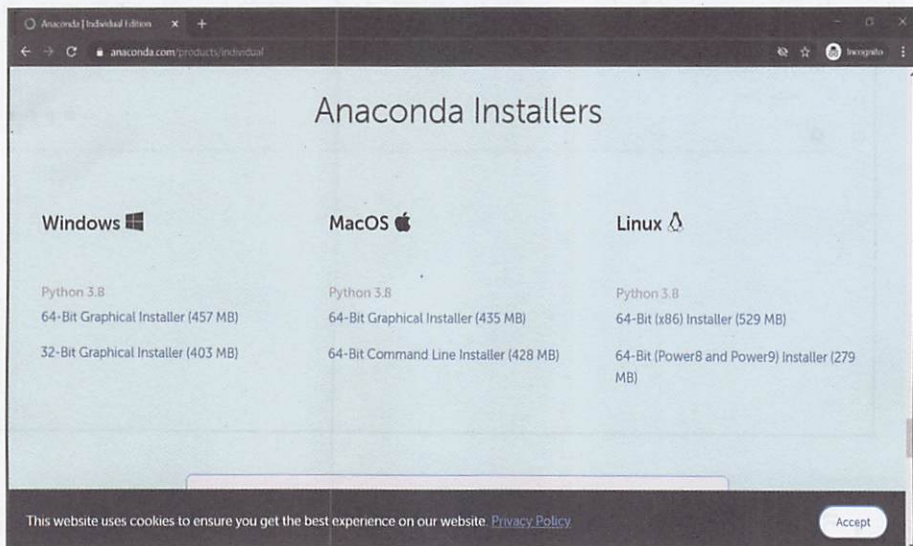 Anaconda | Individual Edition
anaconda.com/products/individual
Incognito
Anaconda Installers
Windows
Python 3.8
64-Bit Graphical Installer (457 MB)
32-Bit Graphical Installer (403 MB)
MacOS
Python 3.8
64-Bit Graphical Installer (435 MB)
64-Bit Command Line Installer (428 MB)
Linux
Python 3.8
64-Bit (x86) Installer (529 MB)
64-Bit (Power8 and Power9) Installer (279
MB)
This website uses cookies to ensure you get the best experience on our website. Privacy Policy
Accept